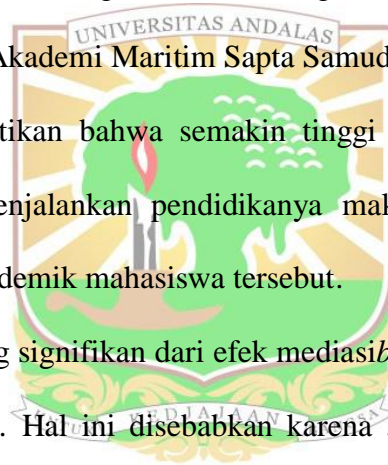 UNIVERSITAS ANDALAS
Akademi Maritim Sapta Samud
tikan bahwa semakin tinggi
enjalankan pendidikanya mak
demik mahasiswa tersebut.
g signifikan dari efek mediasib
. Hal ini disebabkan karena